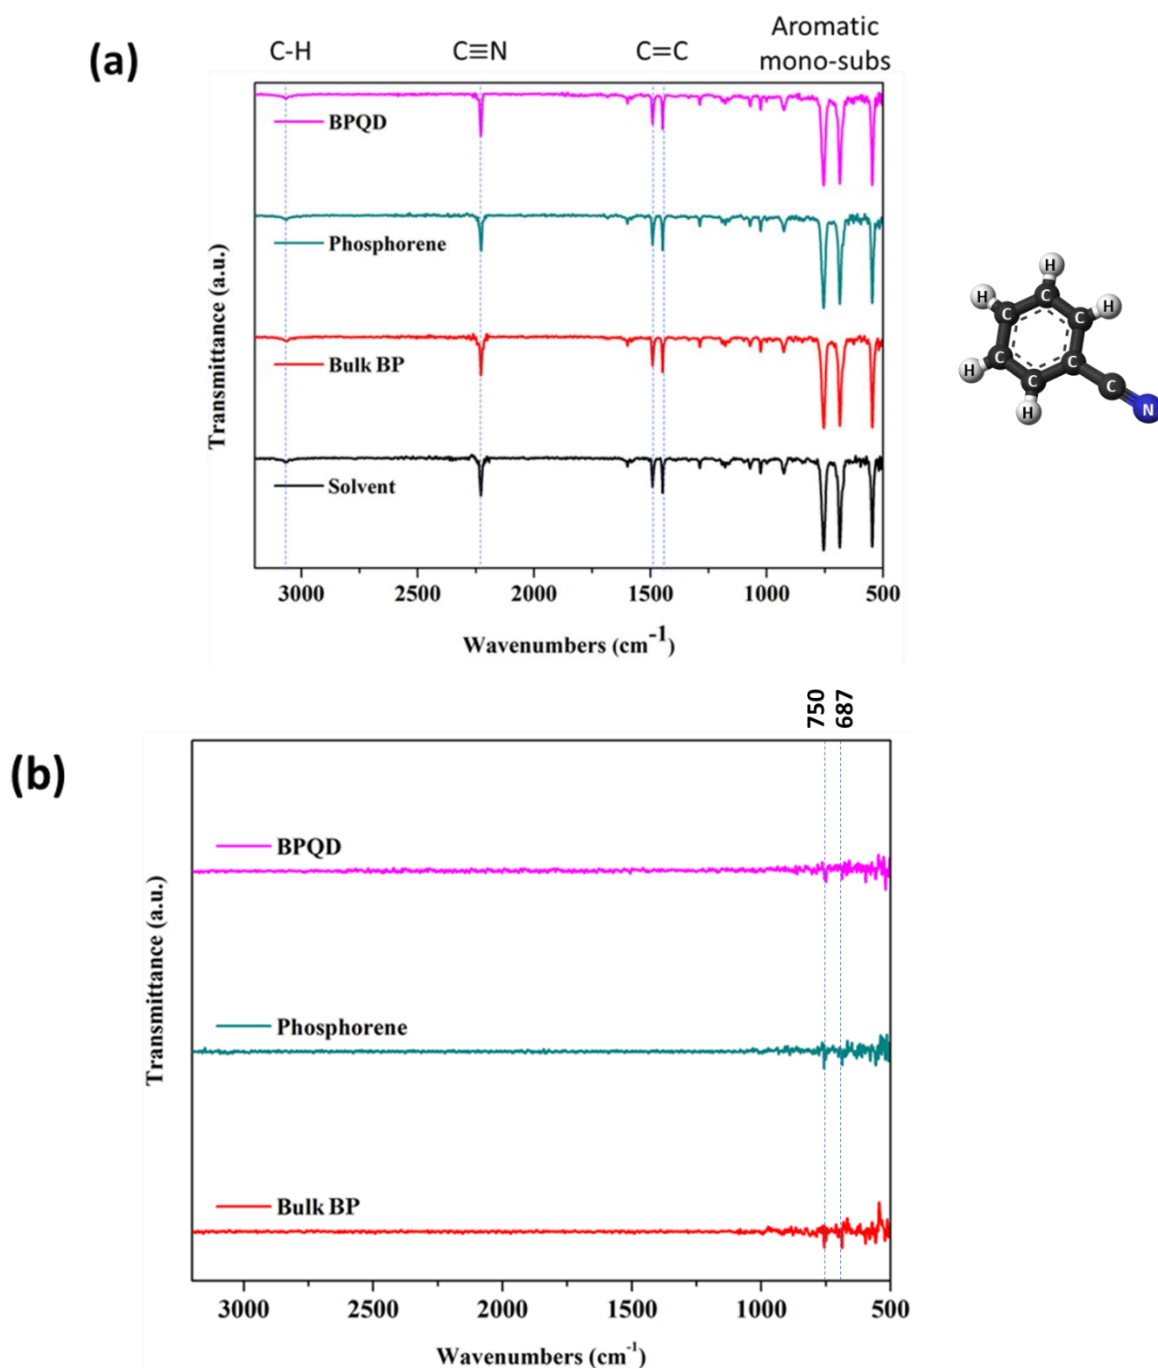 (a)
C-H
C≡N
C=C
Aromatic
mono-subs
BPQD
Phosphorene
Bulk BP
Solvent
Transmittance (a.u.)
3000
2500
2000
1500
1000
500
Wavenumbers (cm-1)
H
H
C
H
C
C
C
H
C
C
H
C
N
(b)
750
687
BPQD
Phosphorene
Bulk BP
Transmittance (a.u.)
3000
2500
2000
1500
1000
500
Wavenumbers (cm-1)